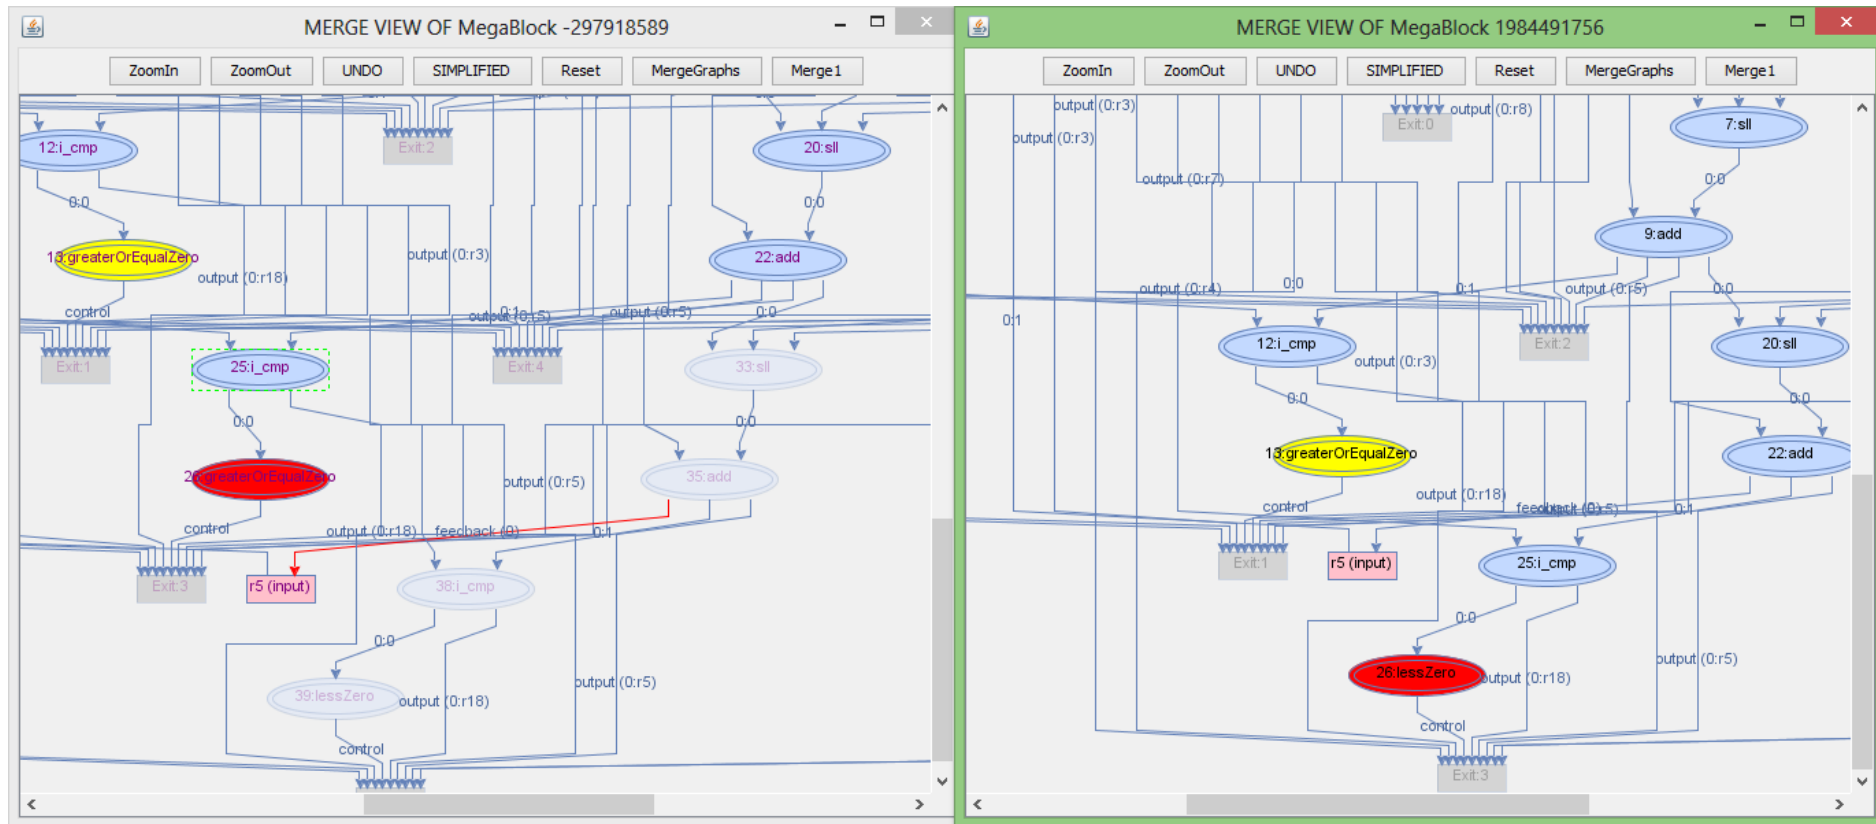 MERGE VIEW OF MegaBlock -297918589
ZoomIn ZoomOut UNDO SIMPLIFIED Reset MergeGraphs Merge1
12:i_cmp
Exit:2
20:sll
0:0
0:0
13:greaterOrEqualZero
output (0:r3)
22:add
output (0:r18)
control
0:1
output (0:r5)
output (0:r5)
0:0
Exit:1
25:i_cmp
Exit:4
33:sll
0:0
0:0
26:greaterOrEqualZero
output (0:r5)
35:add
control
output (0:r18)
feedback (0)
0:1
Exit:3
r5 (input)
38:i_cmp
0:0
output (0:r5)
39:lessZero
output (0:r18)
control
MERGE VIEW OF MegaBlock 1984491756
ZoomIn ZoomOut UNDO SIMPLIFIED Reset MergeGraphs Merge1
output (0:r3)
output (0:r8)
Exit:0
7:sll
output (0:r3)
output (0:r7)
0:0
9:add
output (0:r4)
0:0
0:1
output (0:r5)
0:0
0:1
12:i_cmp
Exit:2
20:sll
output (0:r3)
0:0
0:0
13:greaterOrEqualZero
22:add
output (0:r18)
control
0:1
Exit:1
r5 (input)
25:i_cmp
0:0
output (0:r5)
26:lessZero
output (0:r18)
control
Exit:3